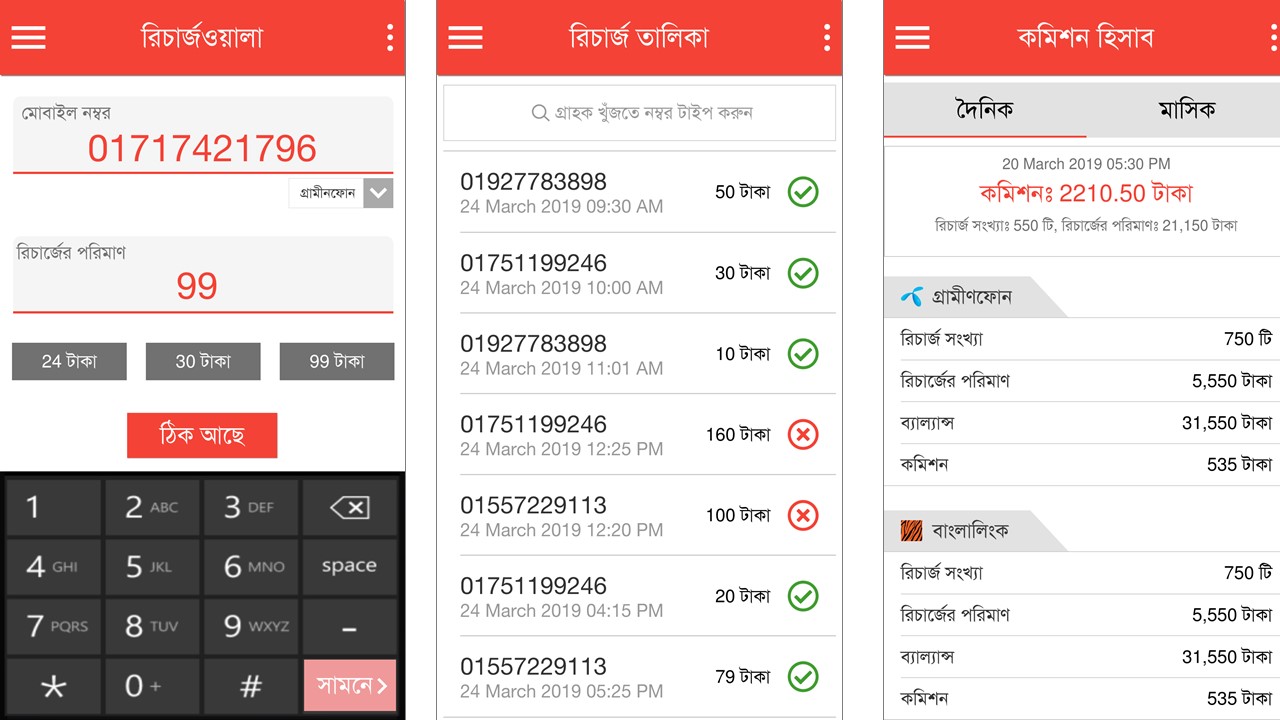 রিচার্জওয়ালা
মোবাইল নম্বর
01717421796
গ্রামীনফোন
রিচার্জের পরিমাণ
99
24 টাকা
30 টাকা
99 টাকা
ঠিক আছে
1
2 ABC
3 DEF
4 GHI
5 JKL
6 MNO
space
7 PQRS
8 TUV
9 WXYZ
_
*
0 +
#
সামনে
রিচার্জ তালিকা
গ্রাহক খুঁজতে নম্বর টাইপ করুন
01927783898
50 টাকা
24 March 2019 09:30 AM
01751199246
30 টাকা
24 March 2019 10:00 AM
01927783898
10 টাকা
24 March 2019 11:01 AM
01751199246
160 টাকা
24 March 2019 12:25 PM
01557229113
100 টাকা
24 March 2019 12:20 PM
01751199246
20 টাকা
24 March 2019 04:15 PM
01557229113
79 টাকা
24 March 2019 05:25 PM
কমিশন হিসাব
দৈনিক
মাসিক
20 March 2019 05:30 PM
কমিশনঃ 2210.50 টাকা
রিচার্জ সংখ্যাঃ 550 টি, রিচার্জের পরিমাণঃ 21,150 টাকা
গ্রামীণফোন
রিচার্জ সংখ্যা 750 টি
রিচার্জের পরিমাণ 5,550 টাকা
ব্যাল্যান্স 31,550 টাকা
কমিশন 535 টাকা
বাংলালিংক
রিচার্জ সংখ্যা 750 টি
রিচার্জের পরিমাণ 5,550 টাকা
ব্যাল্যান্স 31,550 টাকা
কমিশন 535 টাকা